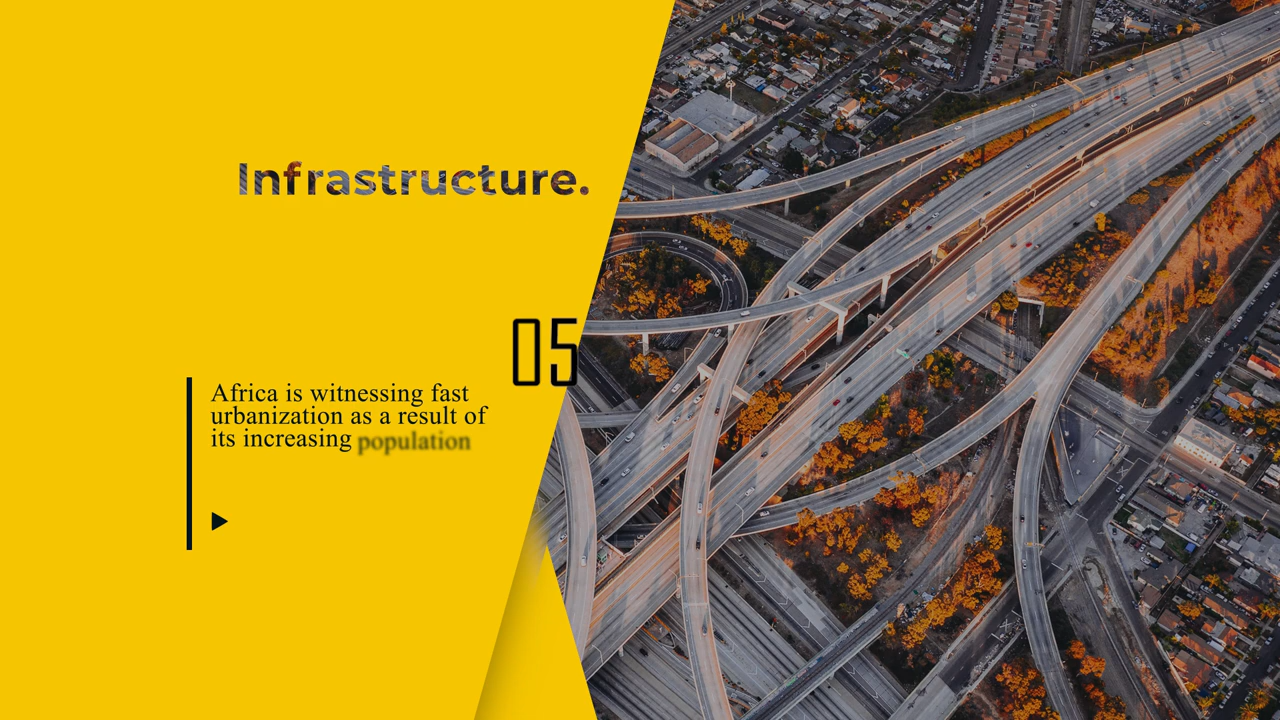 Infrastructure.
05
Africa is witnessing fast
urbanization as a result of
its increasing population